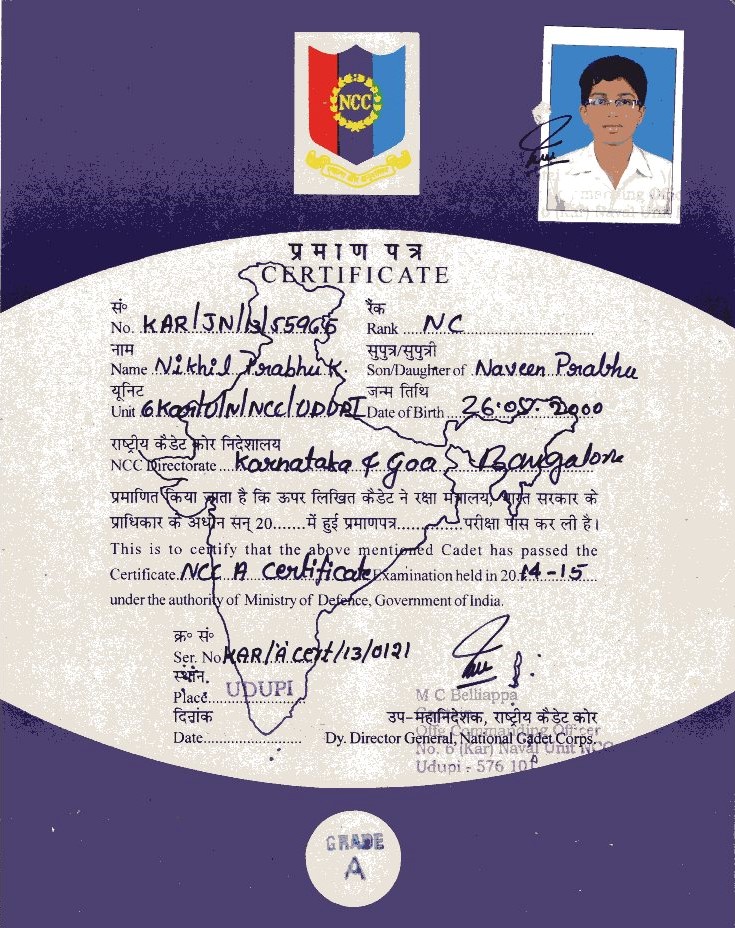 NCC
प्रमाण पत्र
CERTIFICATE
सं॰ रैंक
No. KAR/JN/13/55965 Rank NC
नाम सुपुत्र/सुपुत्री
Name Nikhil Prabhu K. Son/Daughter of Naveen Prabhu
यूनिट जन्म तिथि
Unit 6 Kar(U)N/NCC/UDUPI Date of Birth 26.05.2000
राष्ट्रीय कैडेट कोर निदेशालय
NCC Directorate Karnataka & Goa Bangalore
प्रमाणित किया जाता है कि ऊपर लिखित कैडेट ने रक्षा मंत्रालय, भारत सरकार के
प्राधिकार के अधीन सन् 20.......में हुई प्रमाणपत्र..............परीक्षा पास कर ली है।
This is to certify that the above mentioned Cadet has passed the
Certificate. NCC A Certificate Examination held in 20 14-15
under the authority of Ministry of Defence, Government of India.
क्र॰ सं॰
Ser. No. KAR/A cert/13/0121
स्थान.
Place. UDUPI
M C Belliappa
दिनांक उप-महानिदेशक, राष्ट्रीय कैडेट कोर
Offg Commanding Officer
Date.................... Dy. Director General, National Cadet Corps.
No. 6 (Kar) Naval Unit NCC
Udupi - 576 101
GRADE
A